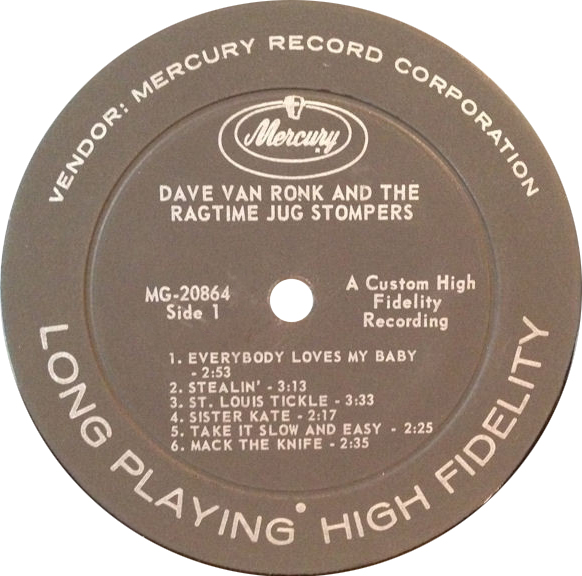 VENDOR: MERCURY RECORD CORPORATION
Mercury
DAVE VAN RONK AND THE
RAGTIME JUG STOMPERS
MG-20864
Side 1
A Custom High
Fidelity
Recording
1. EVERYBODY LOVES MY BABY
- 2:53
2. STEALIN' - 3:13
3. ST. LOUIS TICKLE - 3:33
4. SISTER KATE - 2:17
5. TAKE IT SLOW AND EASY - 2:25
6. MACK THE KNIFE - 2:35
LONG PLAYING HIGH FIDELITY